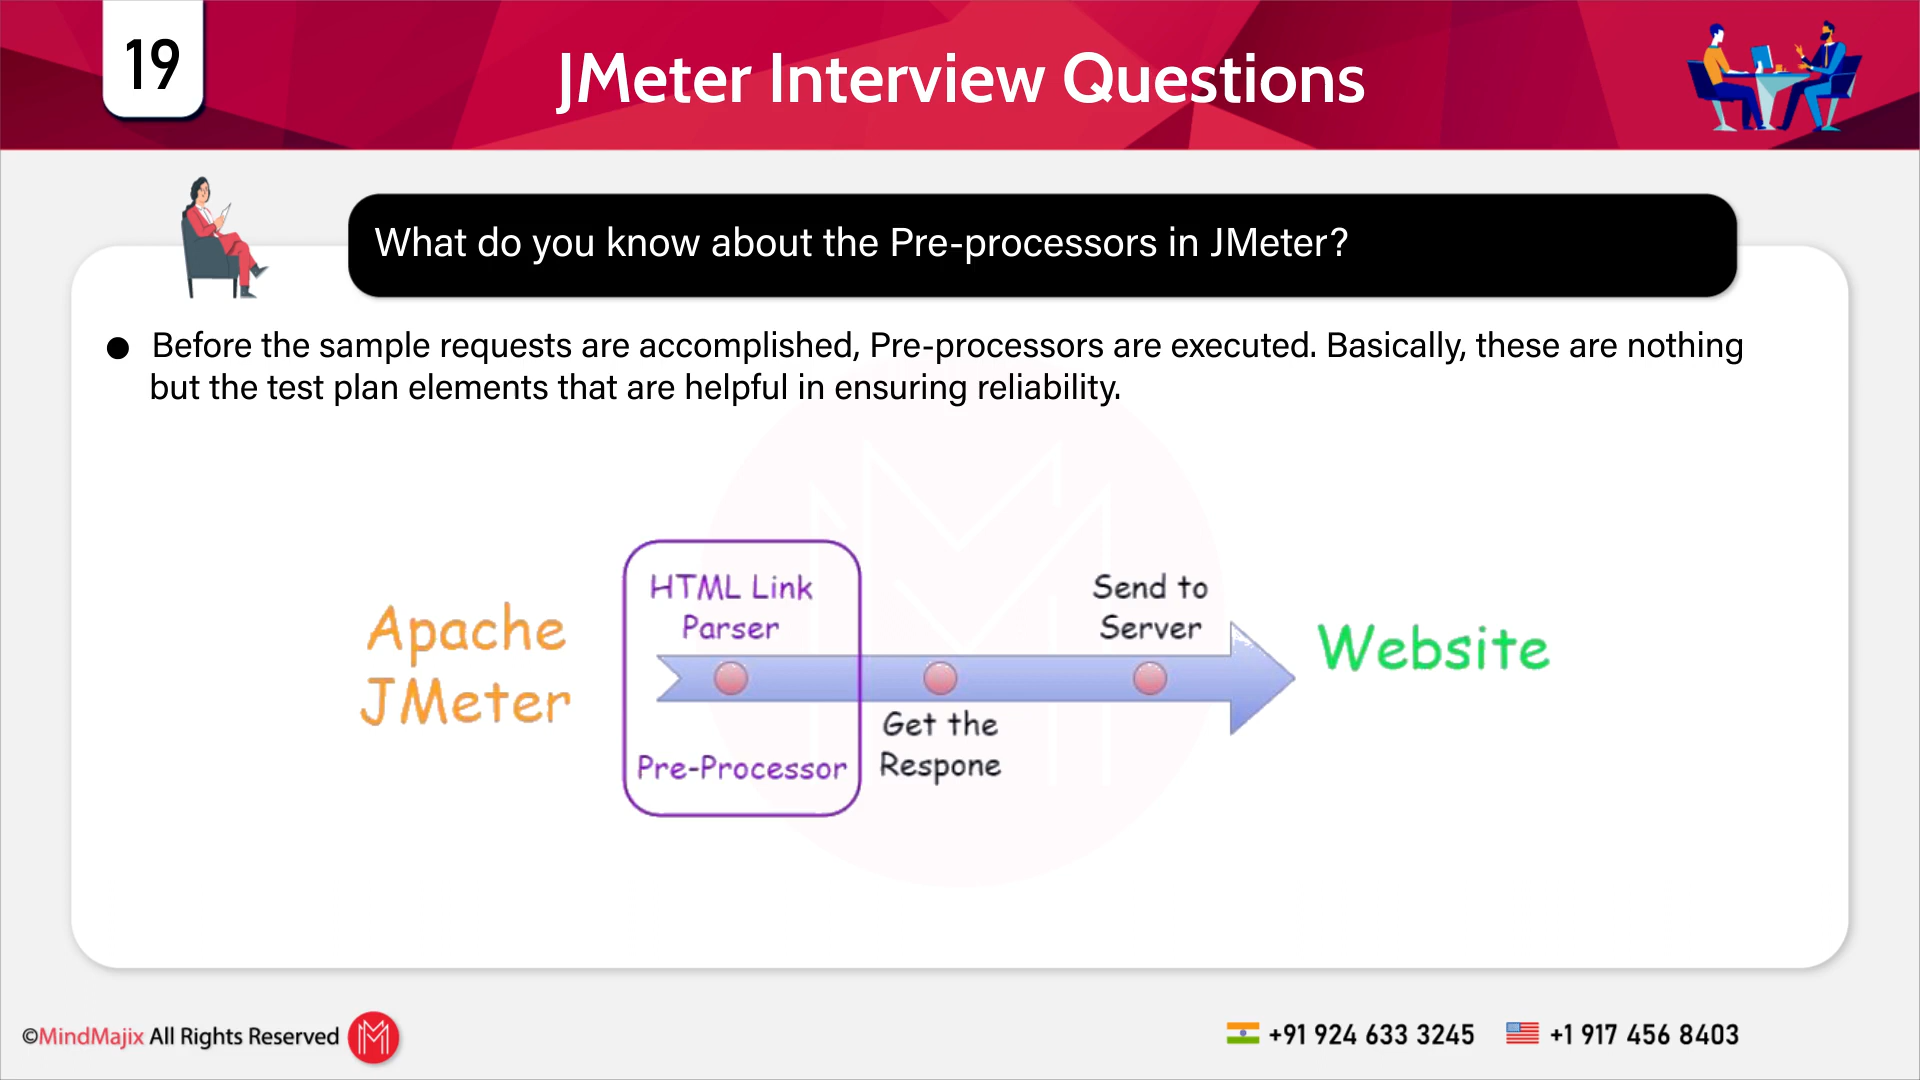 19
JMeter Interview Questions
What do you know about the Pre-processors in JMeter?
● Before the sample requests are accomplished, Pre-processors are executed. Basically, these are nothing
but the test plan elements that are helpful in ensuring reliability.
Apache
JMeter
HTML Link
Parser
Pre-Processor
Get the
Respone
Send to
Server
Website
©MindMajix All Rights Reserved
+91 924 633 3245
+1 917 456 8403